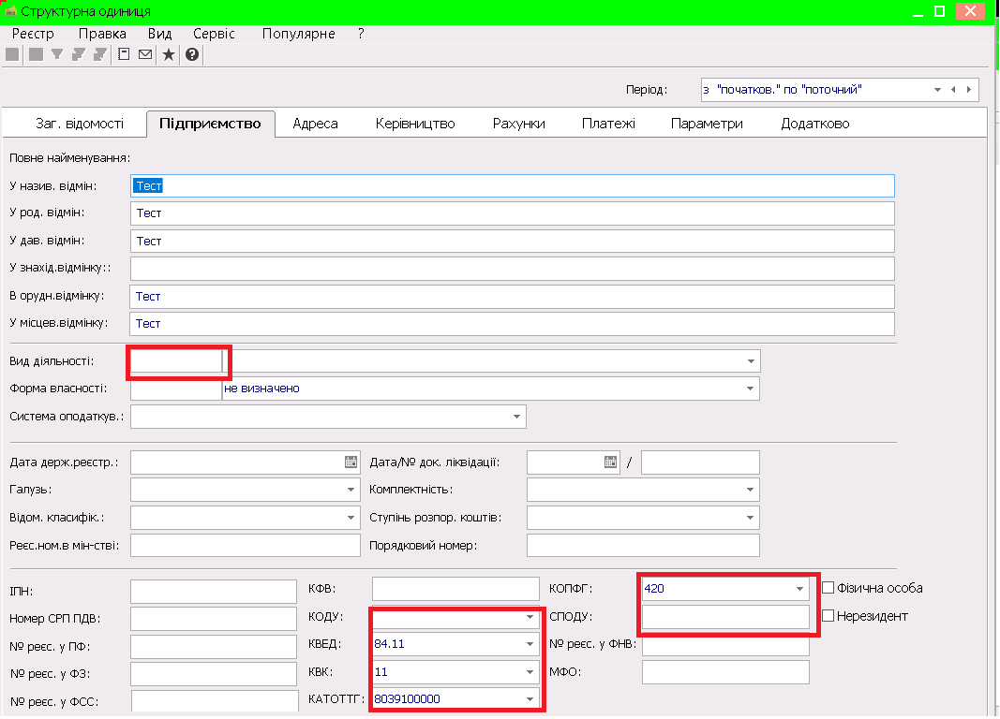 Структурна одиниця
Реєстр Правка Вид Сервіс Популярне ?
Період: з "початков." по "поточний"
Заг. відомості Підприємство Адреса Керівництво Рахунки Платежі Параметри Додатково
Повне найменування:
У назив. відмін: Тест
У род. відмін: Тест
У дав. відмін: Тест
У знахід.відмінку::
В орудн.відмінку: Тест
У місцев.відмінку: Тест
Вид діяльності:
Форма власності: не визначено
Система оподаткув.:
Дата держ.реєстр.: Дата/№ док. ліквідації: /
Галузь: Комплектність:
Відом. класифік.: Ступінь розпор. коштів:
Реєс.ном.в мін-стві: Порядковий номер:
ІПН: КФВ: КОПФГ: 420 Фізична особа
Номер СРП ПДВ: КОДУ: СПОДУ: Нерезидент
№ реєс. у ПФ: КВЕД: 84.11 № реєс. у ФНВ:
№ реєс. у ФЗ: КВК: 11 МФО:
№ реєс. у ФСС: КАТОТТГ: 8039100000